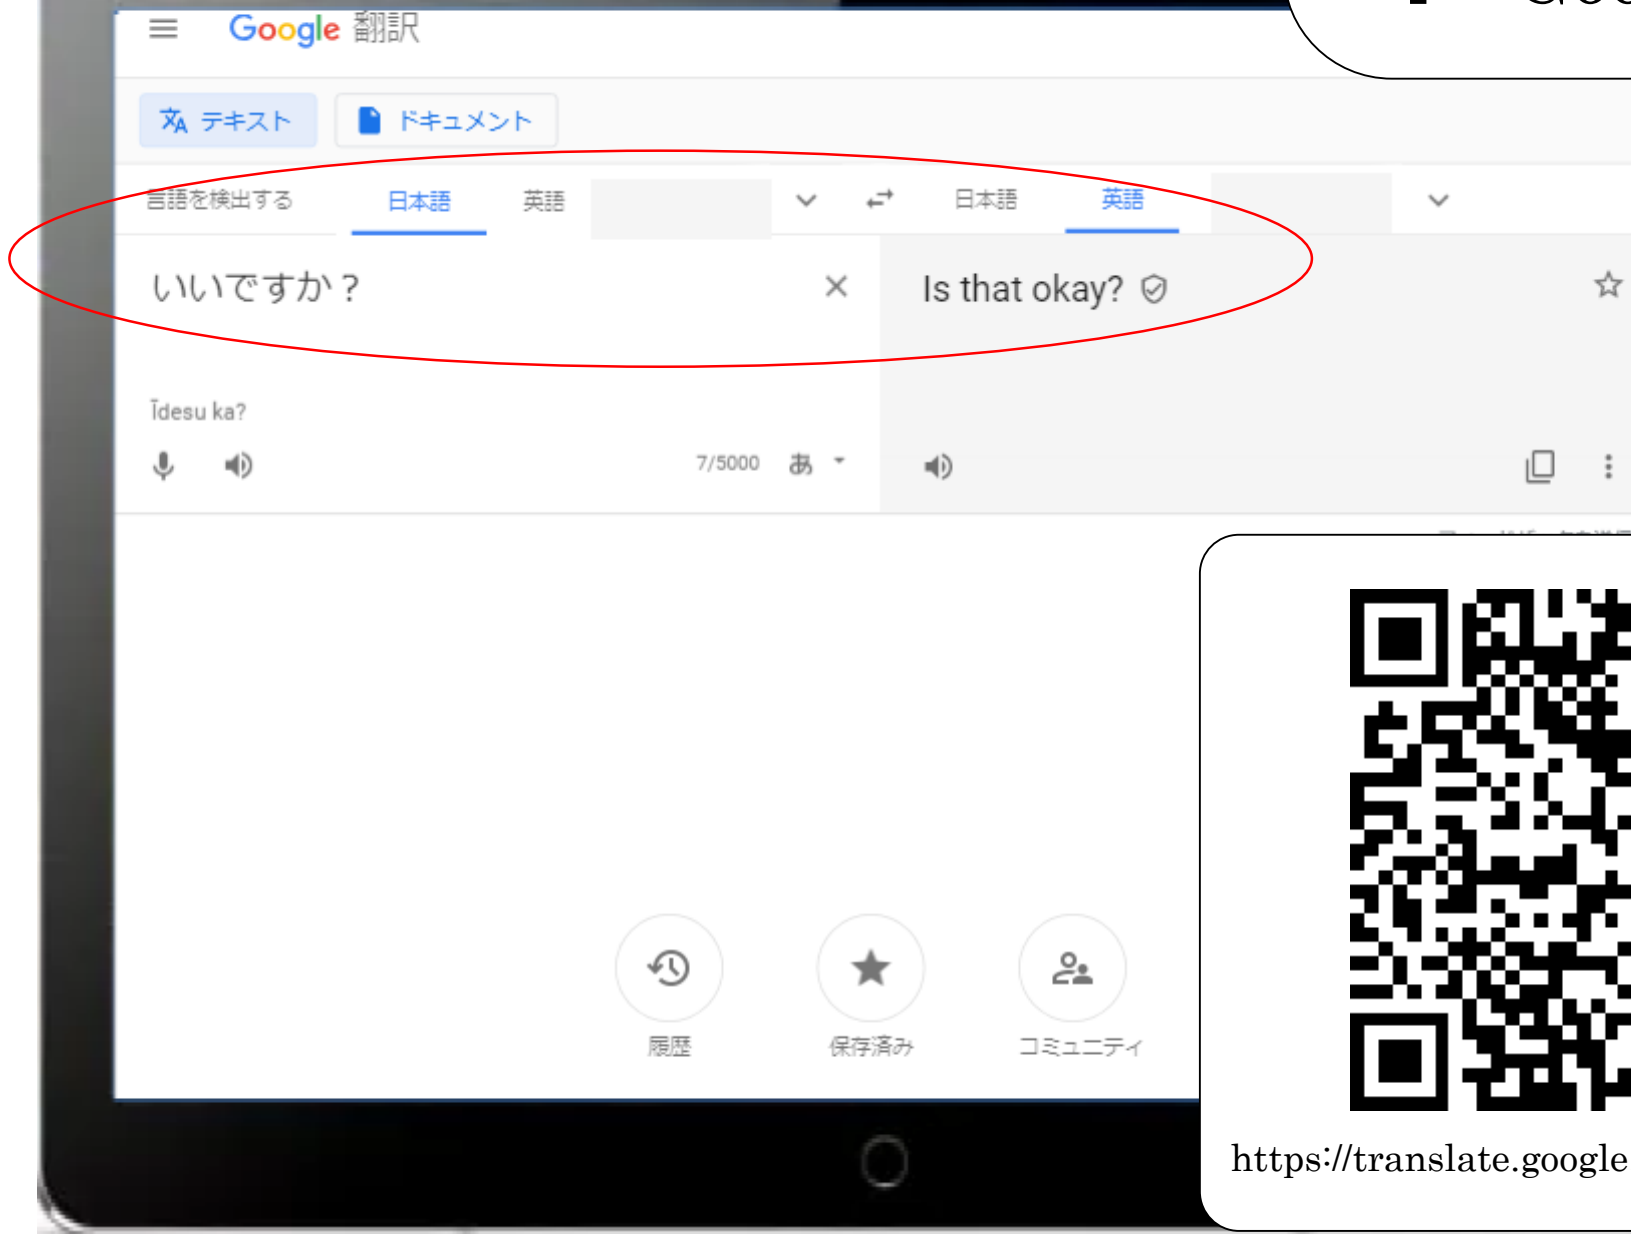 Google 翻訳
テキスト
ドキュメント
言語を検出する 日本語 英語 日本語 英語
いいですか？
Is that okay?
Īdesu ka?
7/5000 あ
履歴
保存済み
コミュニティ
https://translate.google